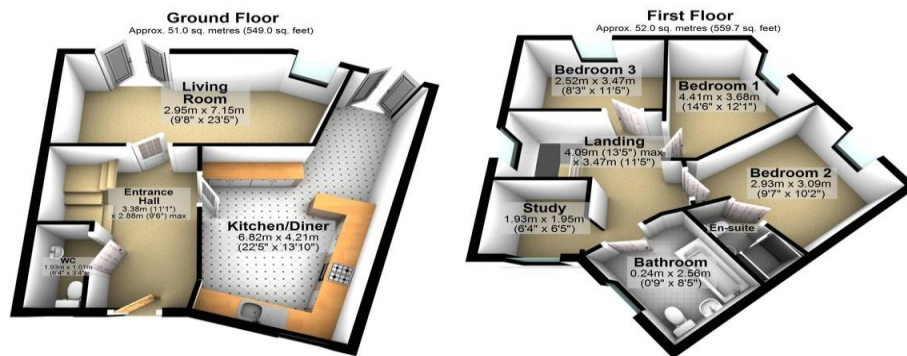 Ground Floor
Approx. 51.0 sq. metres (549.0 sq. feet)
Living
Room
2.95m x 7.15m
(9'8" x 23'5")
Entrance
Hall
3.38m (11'1")
x 2.88m (9'6") max
Kitchen/Diner
6.82m x 4.21m
(22'5" x 13'10")
WC
1.93m x 1.01m
(6'4" x 3'4")
First Floor
Approx. 52.0 sq. metres (559.7 sq. feet)
Bedroom 3
2.52m x 3.47m
(8'3" x 11'5")
Bedroom 1
4.41m x 3.68m
(14'6" x 12'1")
Landing
4.09m (13'5") max
x 3.47m (11'5")
Bedroom 2
2.93m x 3.09m
(9'7" x 10'2")
Study
1.93m x 1.95m
(6'4" x 6'5")
En-suite
Bathroom
0.24m x 2.56m
(0'9" x 8'5")